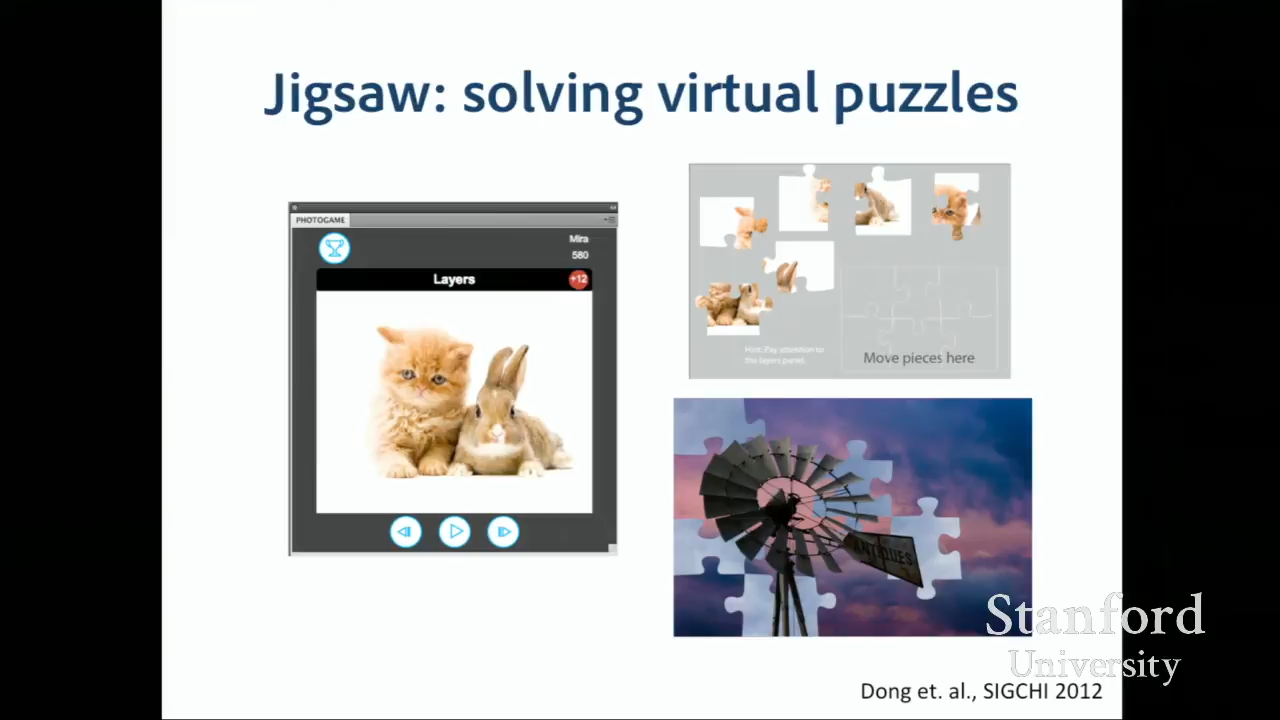 Jigsaw: solving virtual puzzles
PHOTOGAME
Mira
580
Layers
+12
Hint: Pay attention to
the layers panel.
Move pieces here
ANTIQUES
Stanford
University
Dong et. al., SIGCHI 2012